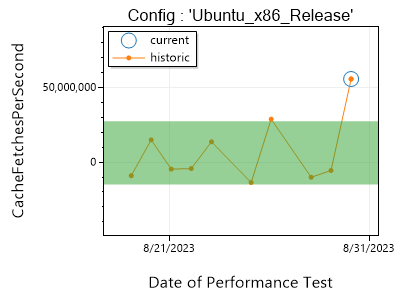 Config : 'Ubuntu_x86_Release'
current
historic
CacheFetchesPerSecond
50,000,000
0
8/21/2023
8/31/2023
Date of Performance Test